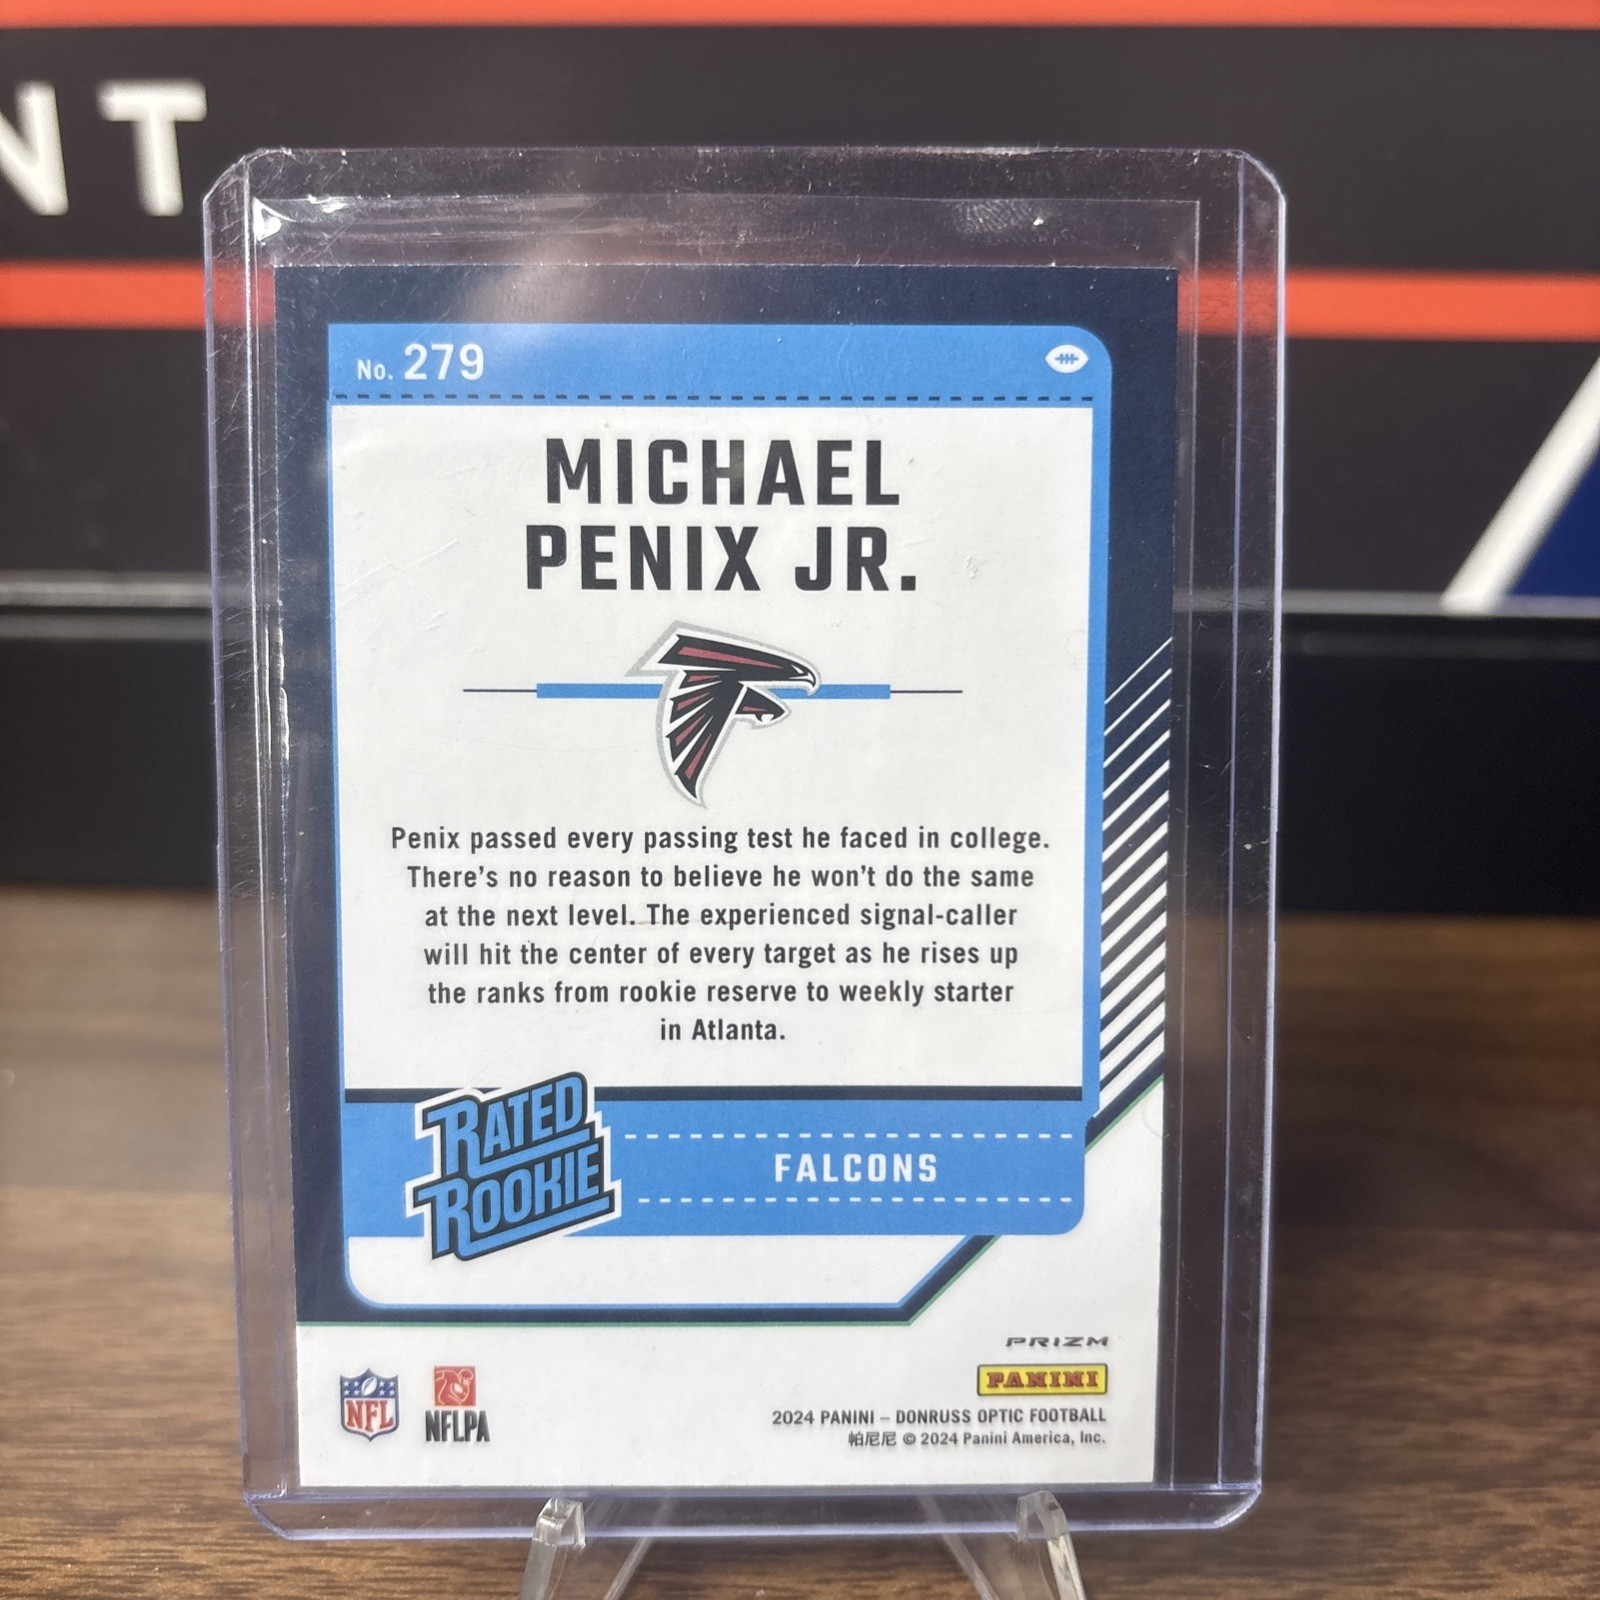 NT
No. 279
MICHAEL
PENIX JR.
Penix passed every passing test he faced in college.
There's no reason to believe he won't do the same
at the next level. The experienced signal-caller
will hit the center of every target as he rises up
the ranks from rookie reserve to weekly starter
in Atlanta.
RATED
ROOKIE
FALCONS
PRIZM
PANINI
NFL
NFLPA
2024 PANINI – DONRUSS OPTIC FOOTBALL
帕尼尼 © 2024 Panini America, Inc.